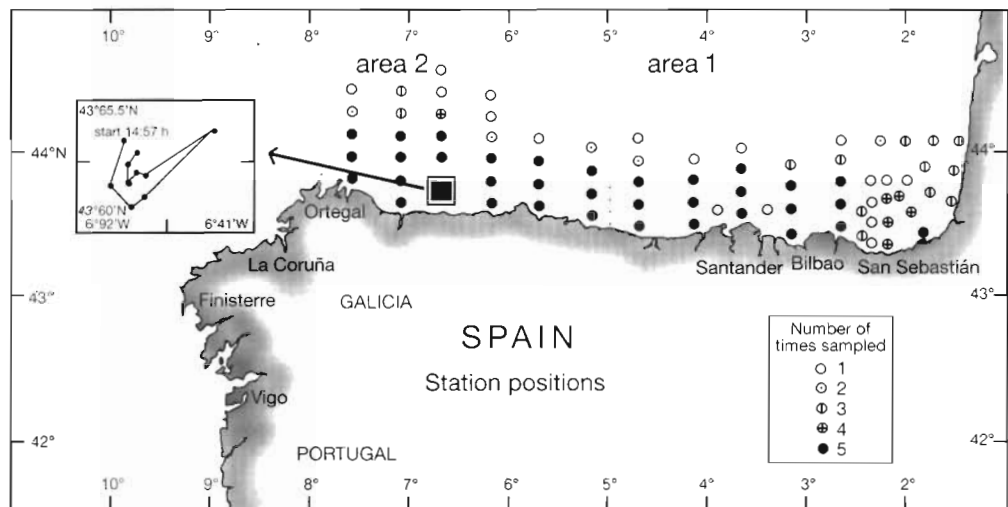 10° 9° 8° 7° 6° 5° 4° 3° 2°
area 2 area 1
43°65.5'N
start 14:57 h
43°60'N
6°92'W 6°41'W
44°N 44°
Ortegal
La Coruña
Santander Bilbao San Sebastián
Finisterre GALICIA
43° 43°
SPAIN
Station positions
Vigo
PORTUGAL
Number of
times sampled
1
2
3
4
5
42° 42°
10° 9° 8° 7° 6° 5° 4° 3° 2°